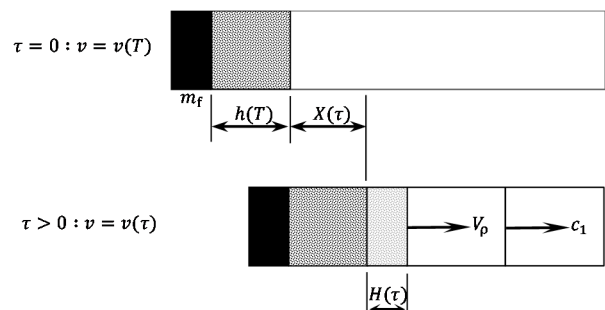 τ = 0 : v = v(T)
m_f
h(T)
X(τ)
τ > 0 : v = v(τ)
V_ρ
c_1
H(τ)